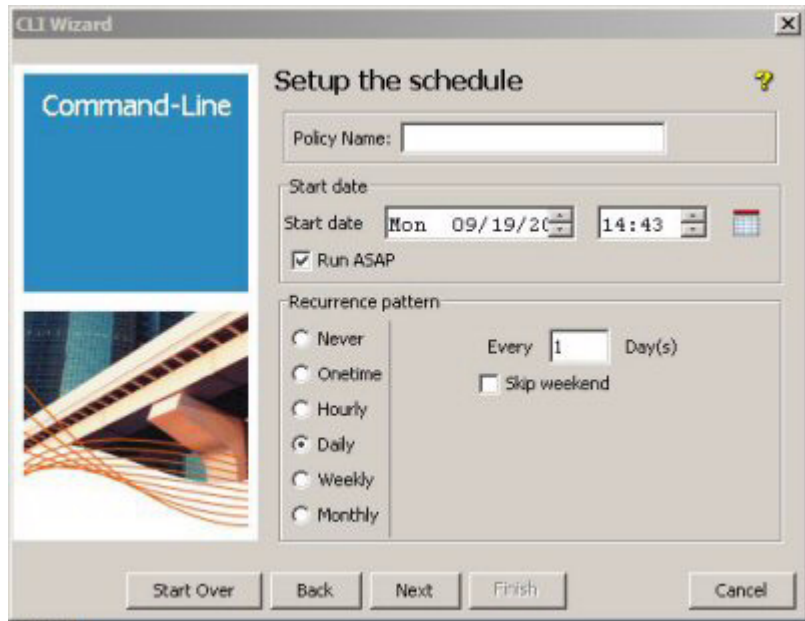 CLI Wizard
Command-Line
Setup the schedule
Policy Name:
Start date
Start date Mon 09/19/20 14:43
Run ASAP
Recurrence pattern
Never
Every 1 Day(s)
Onetime
Skip weekend
Hourly
Daily
Weekly
Monthly
Start Over Back Next Finish Cancel